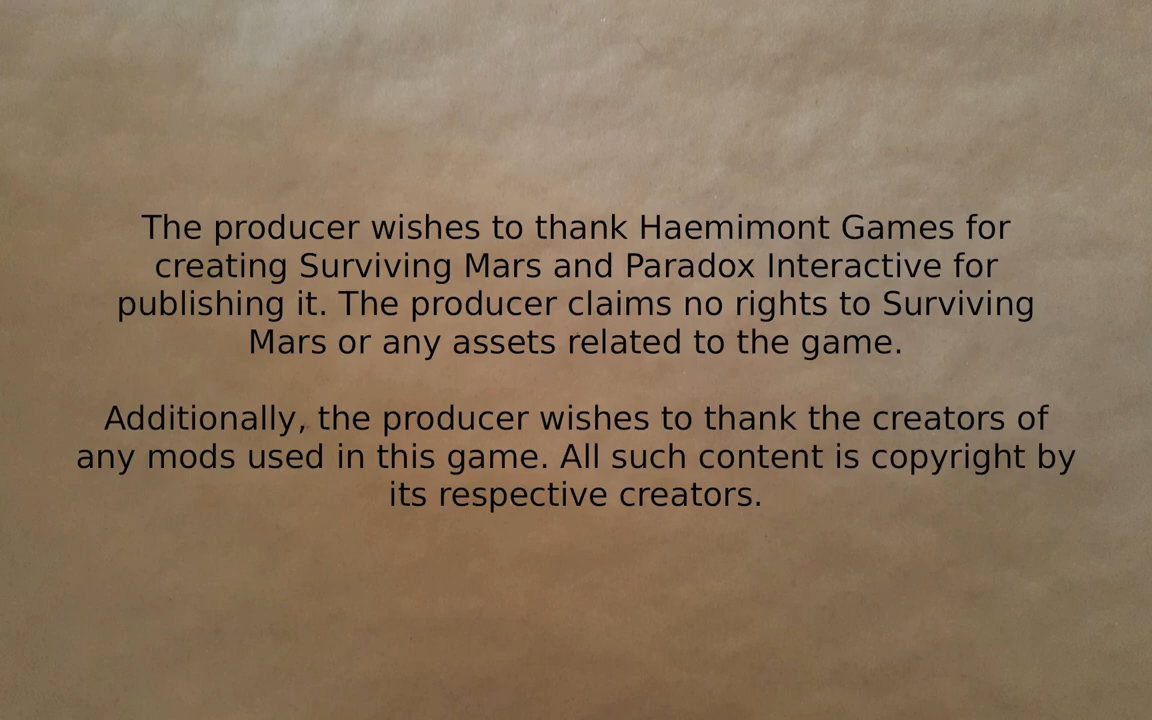 The producer wishes to thank Haemimont Games for
creating Surviving Mars and Paradox Interactive for
publishing it. The producer claims no rights to Surviving
Mars or any assets related to the game.
Additionally, the producer wishes to thank the creators of
any mods used in this game. All such content is copyright by
its respective creators.